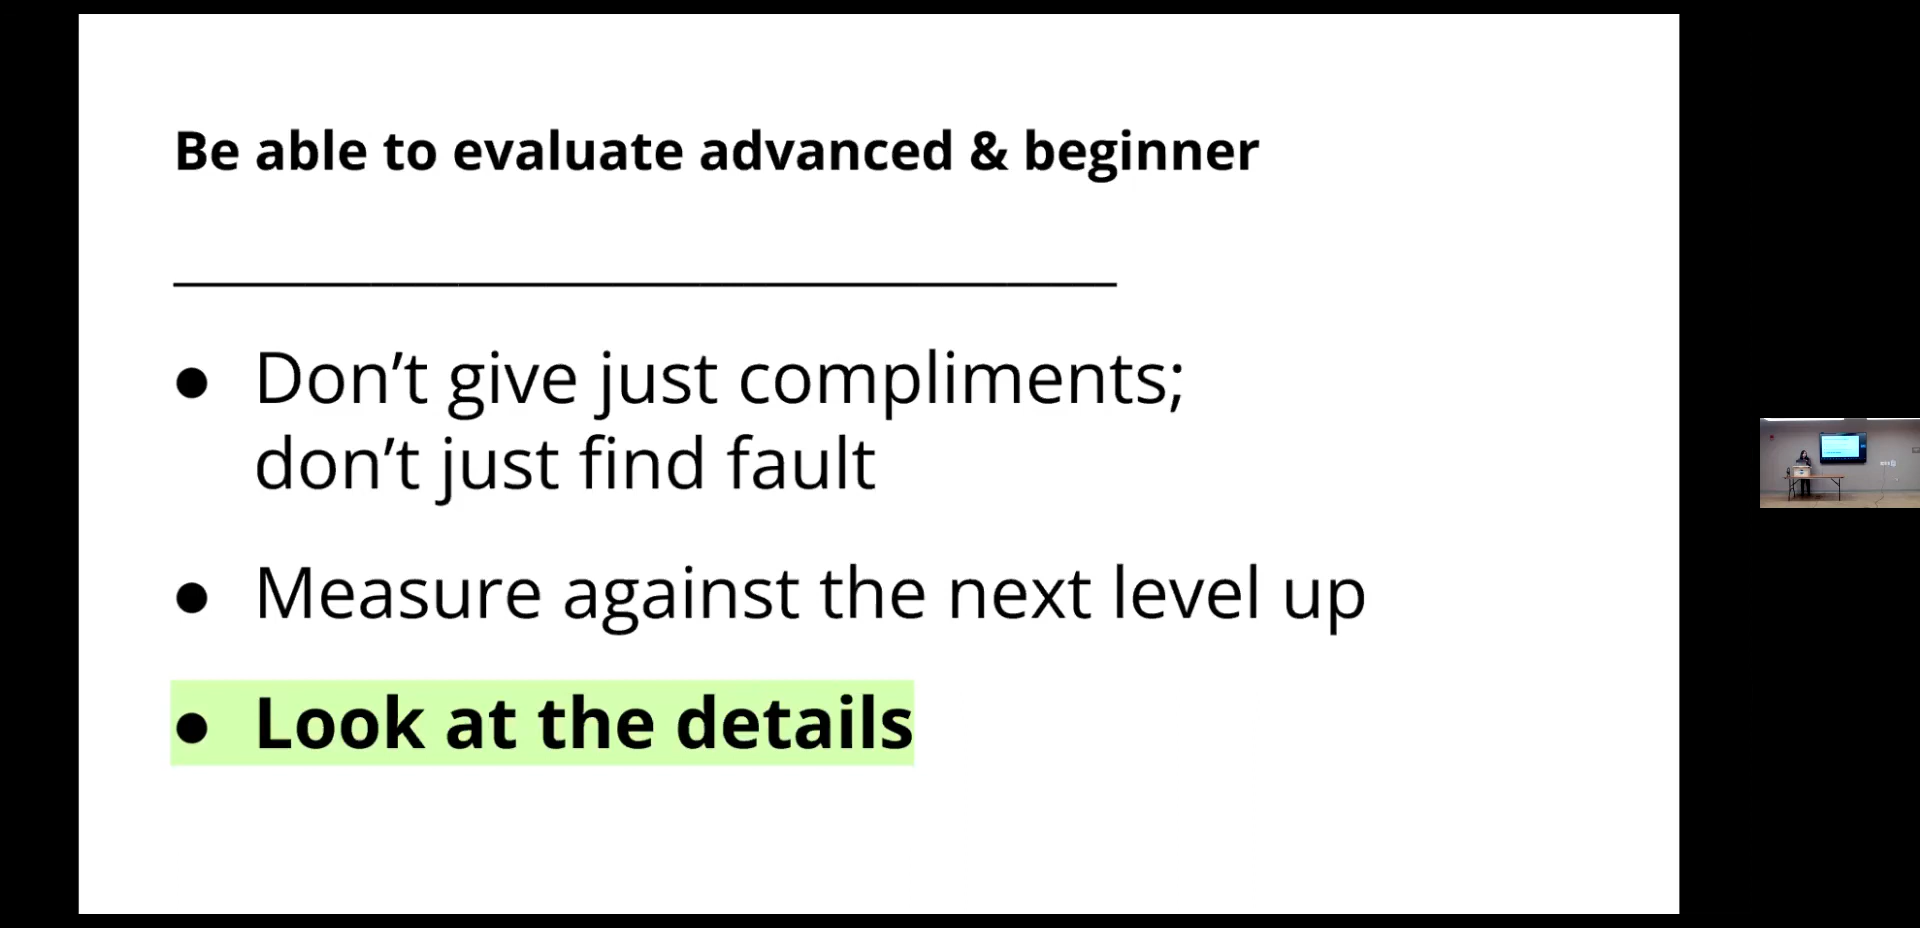 Be able to evaluate advanced & beginner
● Don’t give just compliments;
don’t just find fault
● Measure against the next level up
● Look at the details